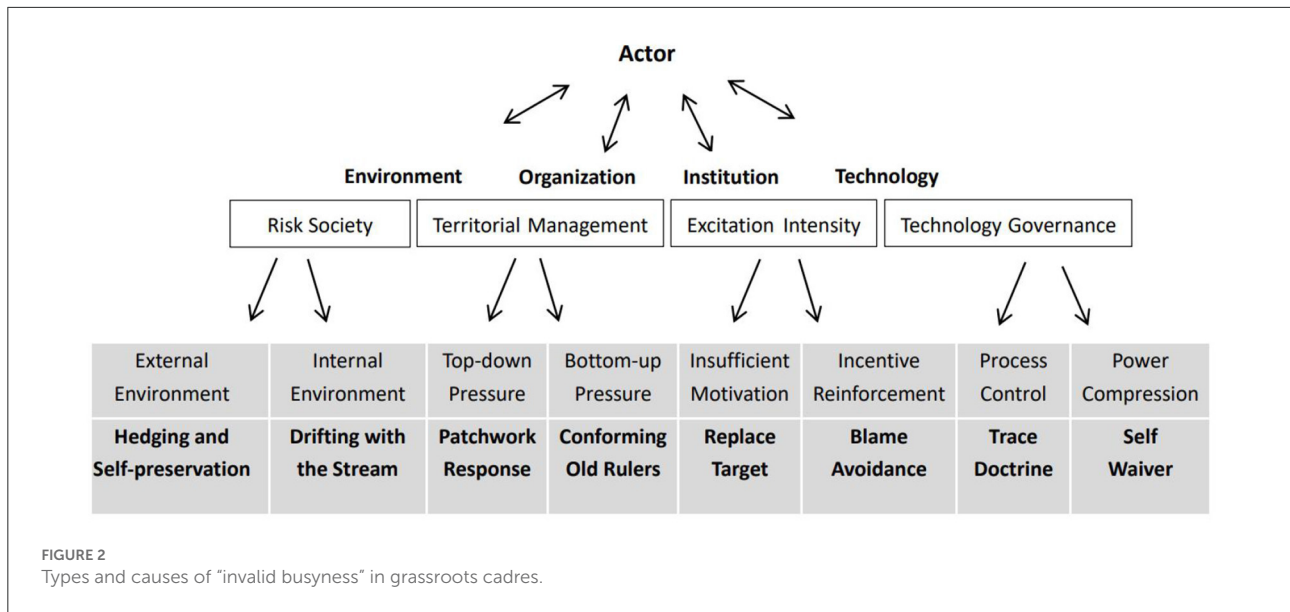 Actor
Environment Organization Institution Technology
Risk Society Territorial Management Excitation Intensity Technology Governance
External Internal Top-down Bottom-up Insufficient Incentive Process Power
Environment Environment Pressure Pressure Motivation Reinforcement Control Compression
Hedging and Drifting with Patchwork Conforming Replace Blame Trace Self
Self-preservation the Stream Response Old Rulers Target Avoidance Doctrine Waiver
FIGURE 2
Types and causes of "invalid busyness" in grassroots cadres.